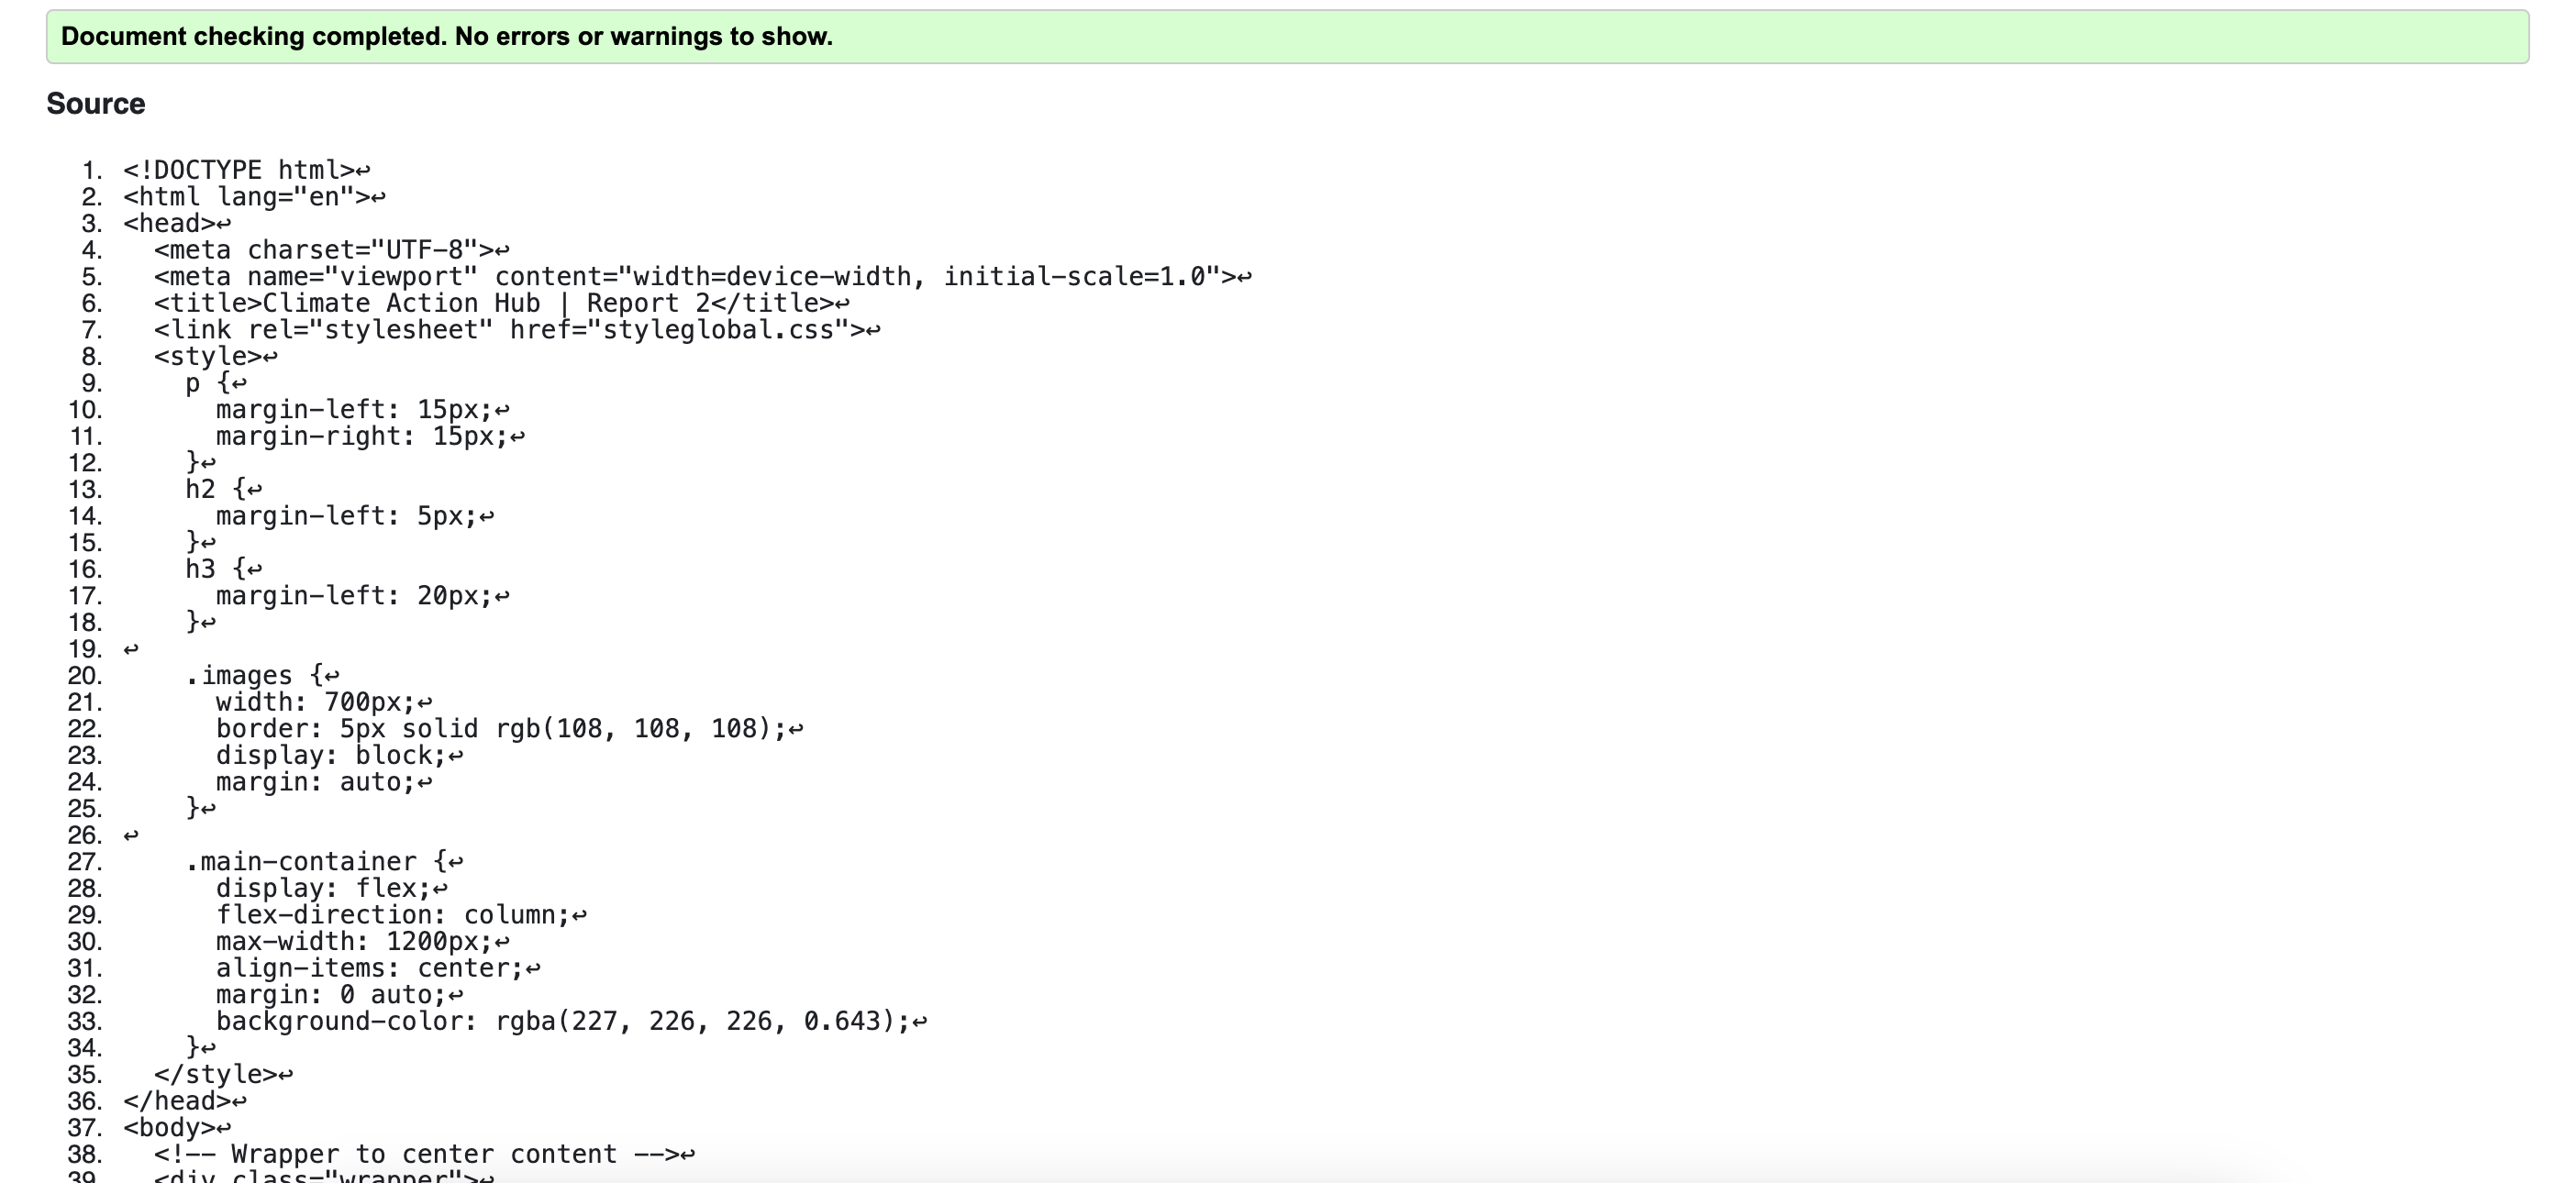 Document checking completed. No errors or warnings to show.
Source
1. <!DOCTYPE html>↩
2. <html lang="en">↩
3. <head>↩
4.   <meta charset="UTF-8">↩
5.   <meta name="viewport" content="width=device-width, initial-scale=1.0">↩
6.   <title>Climate Action Hub | Report 2</title>↩
7.   <link rel="stylesheet" href="styleglobal.css">↩
8.   <style>↩
9.     p {↩
10.       margin-left: 15px;↩
11.       margin-right: 15px;↩
12.     }↩
13.     h2 {↩
14.       margin-left: 5px;↩
15.     }↩
16.     h3 {↩
17.       margin-left: 20px;↩
18.     }↩
19. ↩
20.     .images {↩
21.       width: 700px;↩
22.       border: 5px solid rgb(108, 108, 108);↩
23.       display: block;↩
24.       margin: auto;↩
25.     }↩
26. ↩
27.     .main-container {↩
28.       display: flex;↩
29.       flex-direction: column;↩
30.       max-width: 1200px;↩
31.       align-items: center;↩
32.       margin: 0 auto;↩
33.       background-color: rgba(227, 226, 226, 0.643);↩
34.     }↩
35.   </style>↩
36. </head>↩
37. <body>↩
38.   <!-- Wrapper to center content -->↩
39.   <div class="wrapper">↩